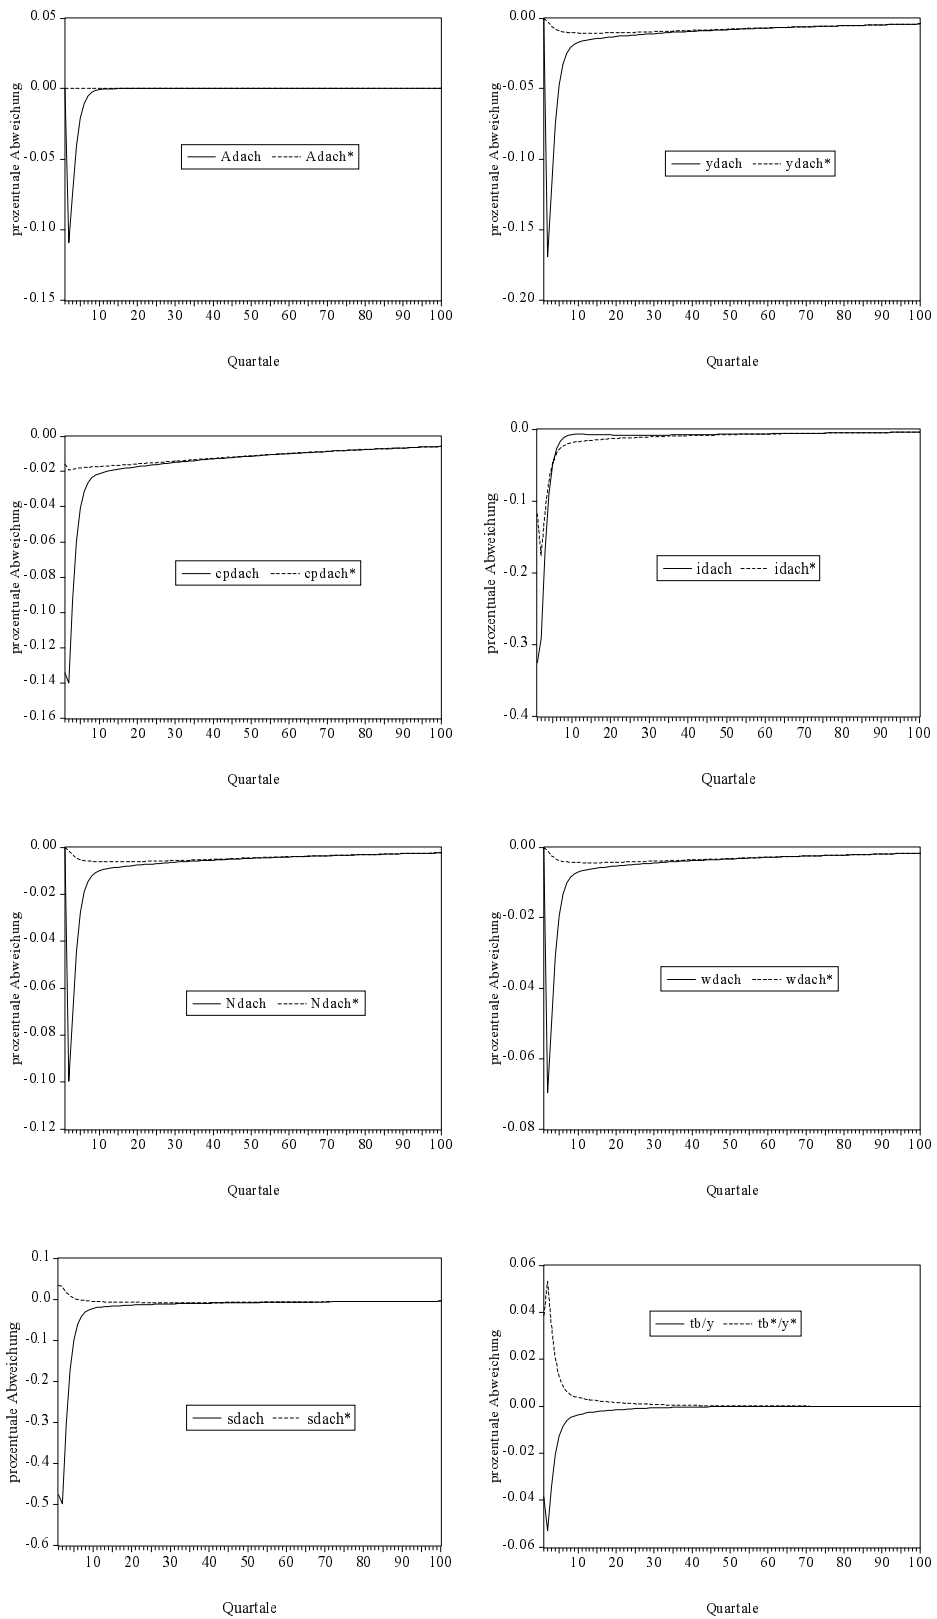 0.05
0.00
-0.05
-0.10
-0.15
prozentuale Abweichung
Adach Adach*
10 20 30 40 50 60 70 80 90 100
Quartale
0.00
-0.05
-0.10
-0.15
-0.20
prozentuale Abweichung
ydach ydach*
10 20 30 40 50 60 70 80 90 100
Quartale
0.00
-0.02
-0.04
-0.06
-0.08
-0.10
-0.12
-0.14
-0.16
prozentuale Abweichung
cpdach cpdach*
10 20 30 40 50 60 70 80 90 100
Quartale
0.0
-0.1
-0.2
-0.3
-0.4
prozentuale Abweichung
idach idach*
10 20 30 40 50 60 70 80 90 100
Quartale
0.00
-0.02
-0.04
-0.06
-0.08
-0.10
-0.12
prozentuale Abweichung
Ndach Ndach*
10 20 30 40 50 60 70 80 90 100
Quartale
0.00
-0.02
-0.04
-0.06
-0.08
prozentuale Abweichung
wdach wdach*
10 20 30 40 50 60 70 80 90 100
Quartale
0.1
0.0
-0.1
-0.2
-0.3
-0.4
-0.5
-0.6
prozentuale Abweichung
sdach sdach*
10 20 30 40 50 60 70 80 90 100
Quartale
0.06
0.04
0.02
0.00
-0.02
-0.04
-0.06
prozentuale Abweichung
tb/y tb*/y*
10 20 30 40 50 60 70 80 90 100
Quartale